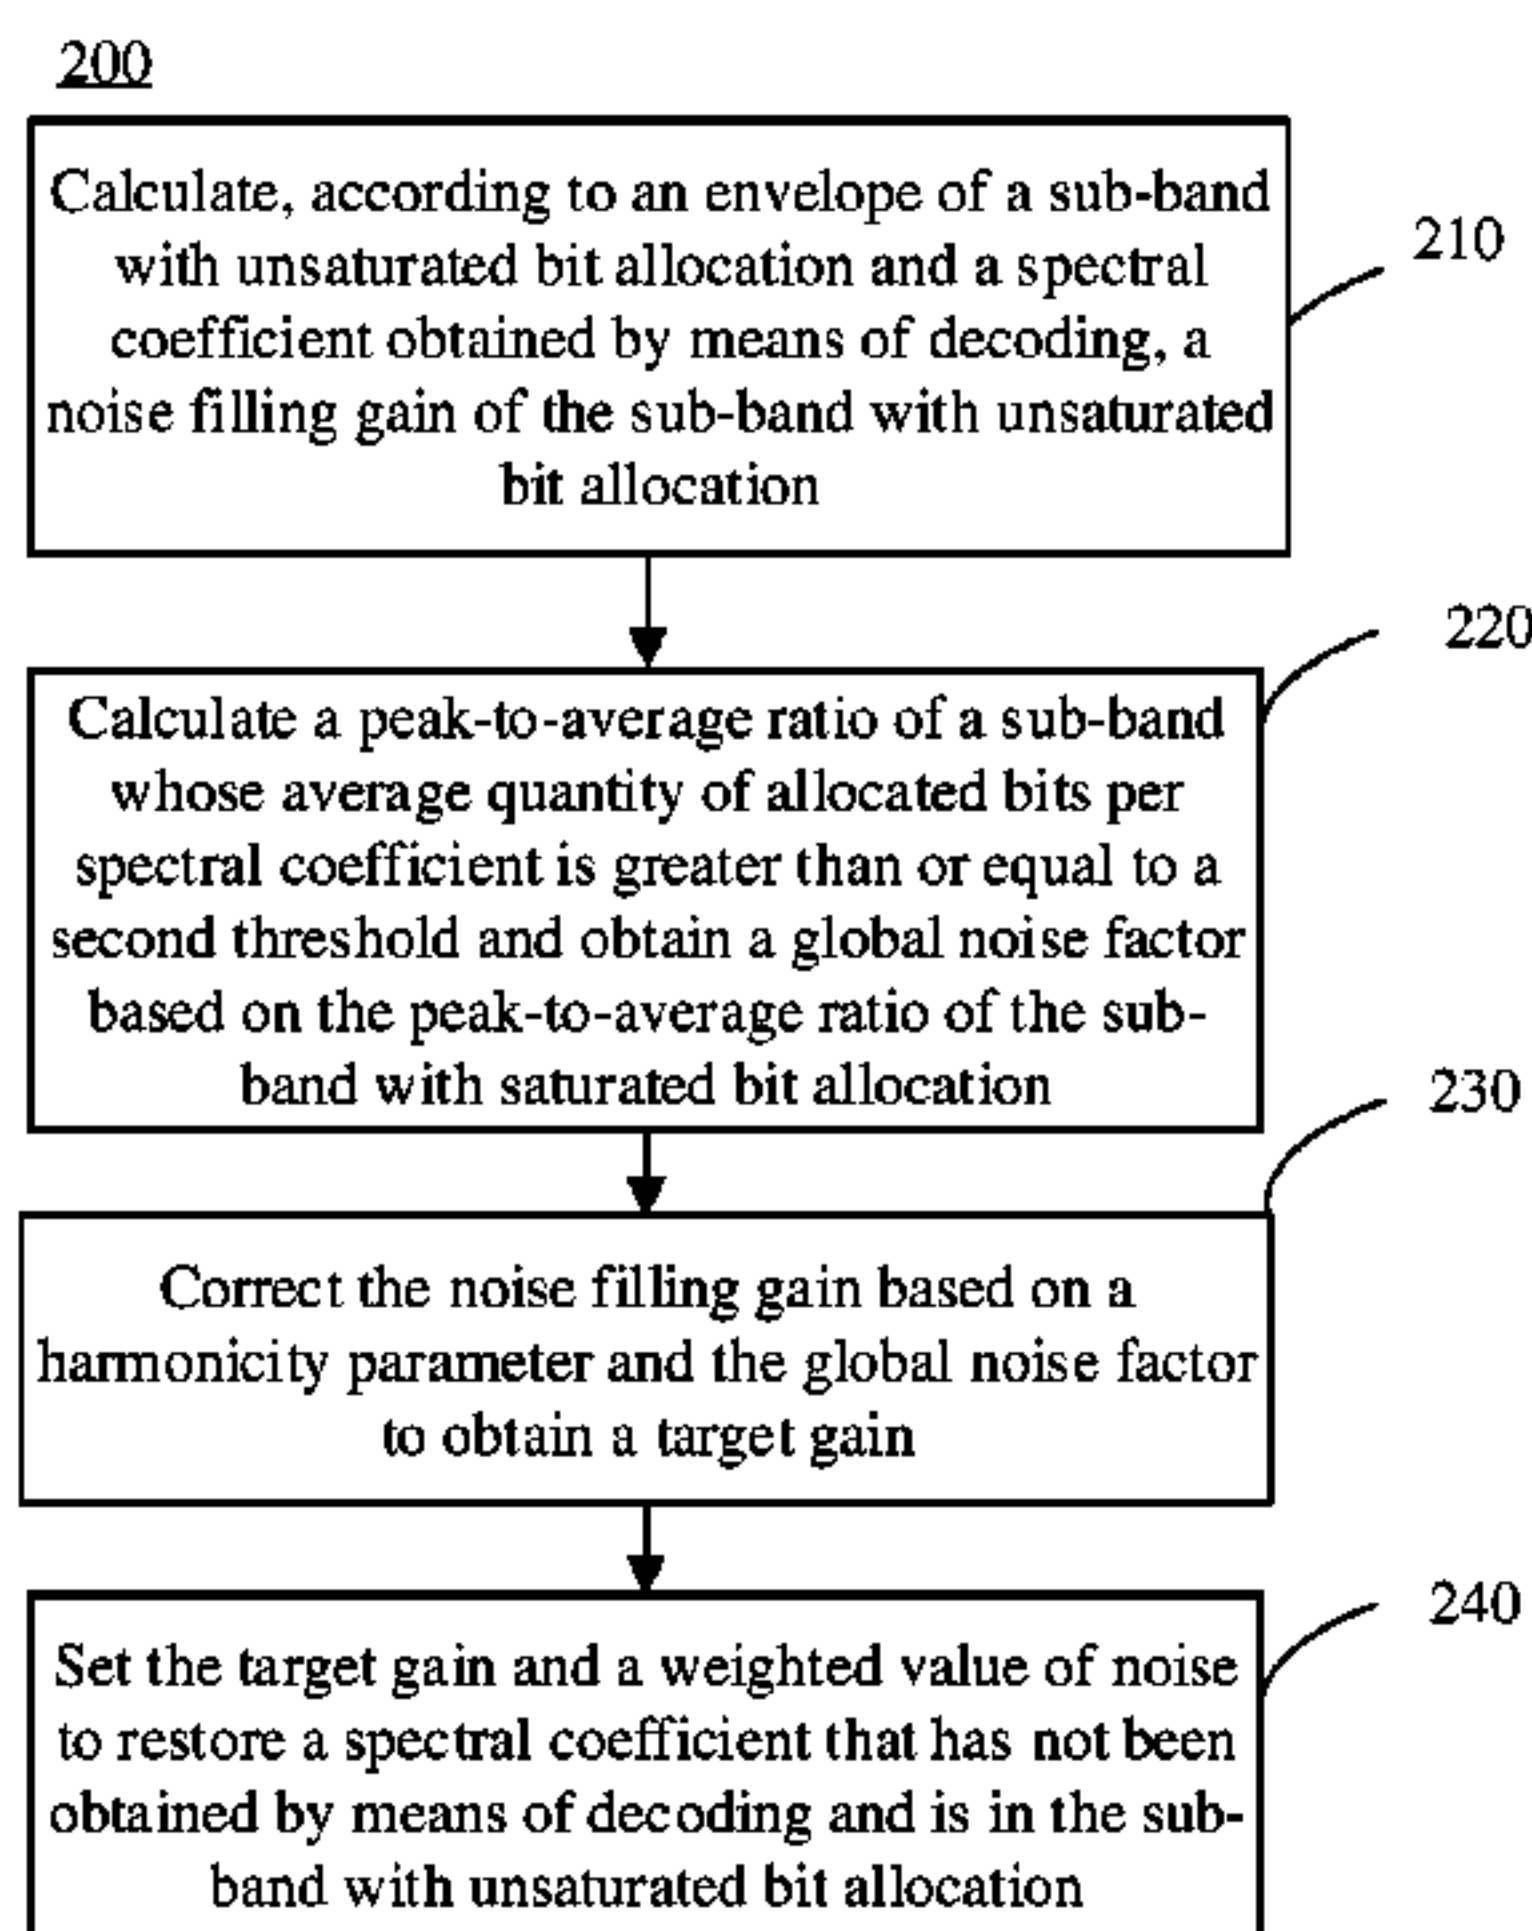 200
Calculate, according to an envelope of a sub-band
with unsaturated bit allocation and a spectral
coefficient obtained by means of decoding, a
noise filling gain of the sub-band with unsaturated
bit allocation
210
Calculate a peak-to-average ratio of a sub-band
whose average quantity of allocated bits per
spectral coefficient is greater than or equal to a
second threshold and obtain a global noise factor
based on the peak-to-average ratio of the sub-
band with saturated bit allocation
220
Correct the noise filling gain based on a
harmonicity parameter and the global noise factor
to obtain a target gain
230
Set the target gain and a weighted value of noise
to restore a spectral coefficient that has not been
obtained by means of decoding and is in the sub-
band with unsaturated bit allocation
240